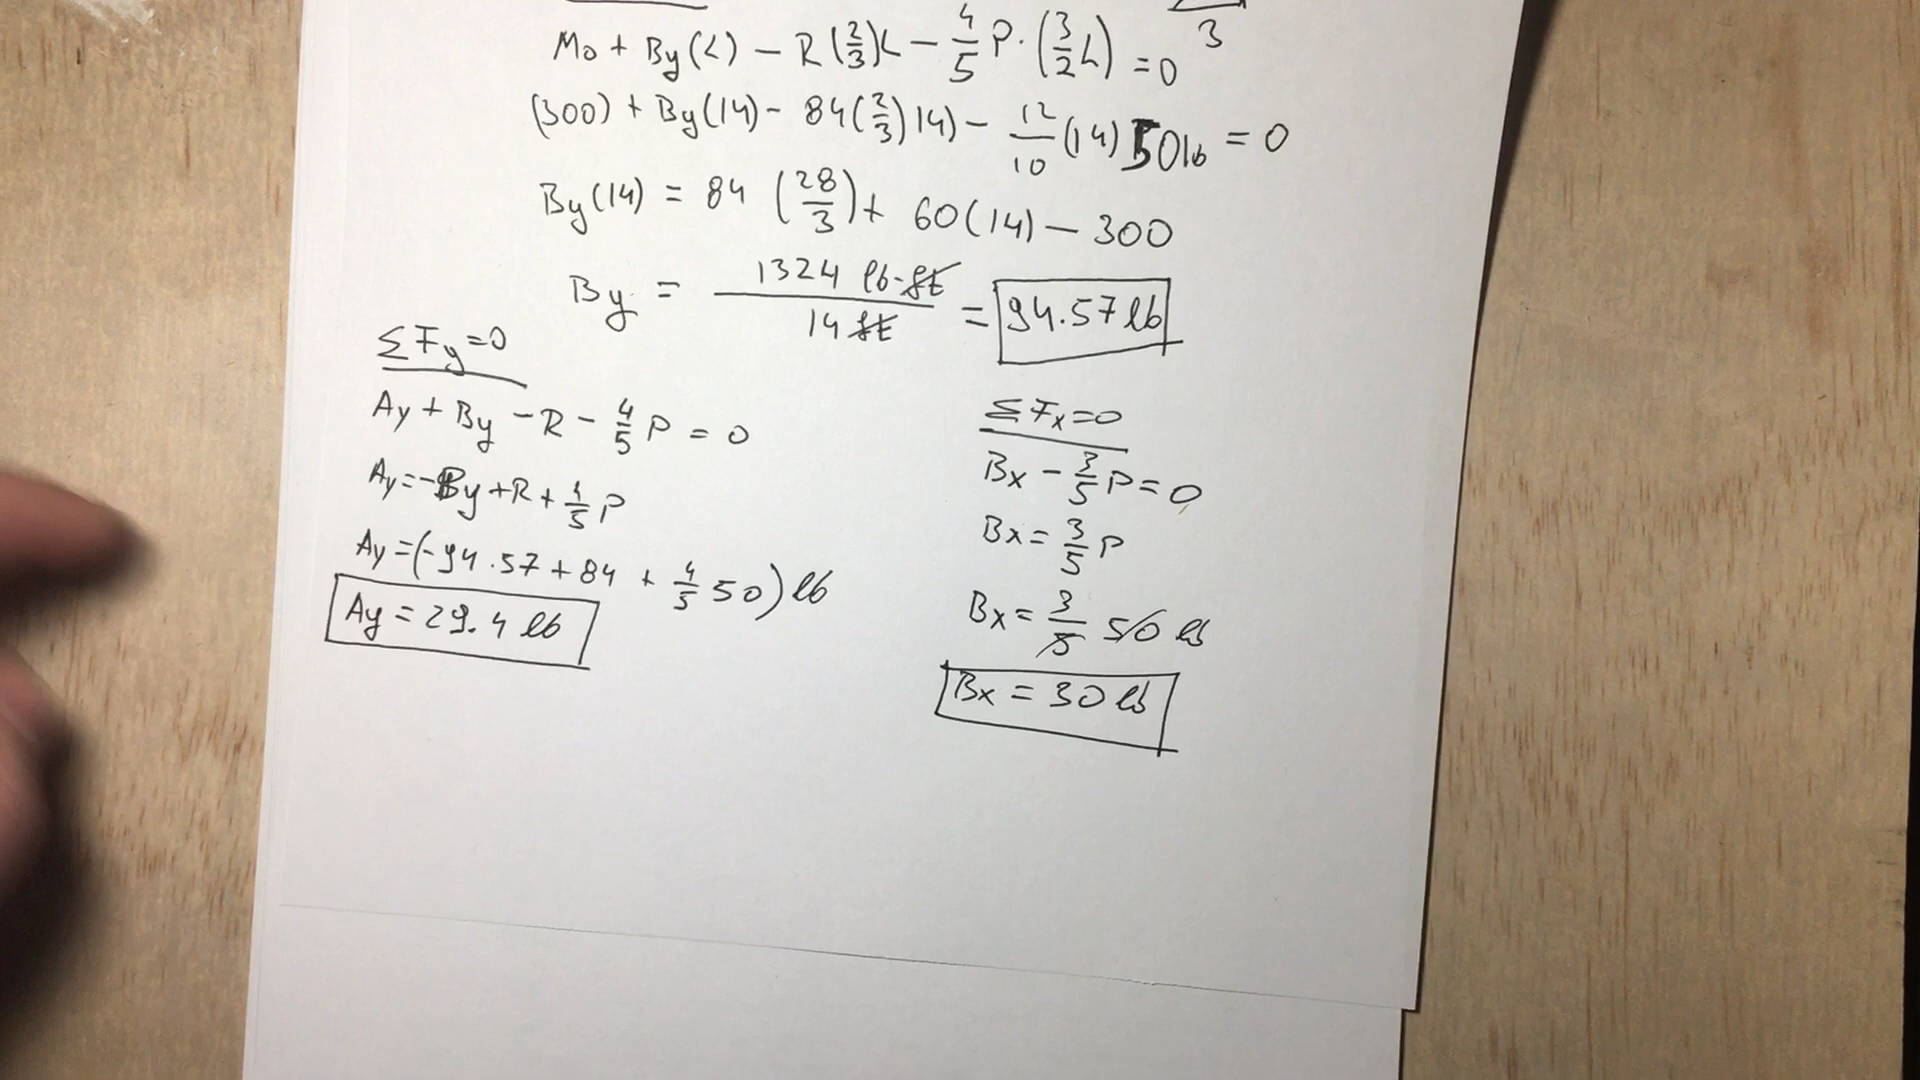 3
Mo + By(L) - R(2/3)L - 4/5 P · (3/2 L) = 0
(300) + By(14) - 84(2/3)14) - 12/10 (14) 50lb = 0
By(14) = 84 (28/3) + 60(14) - 300
By = 1324 lb-ft / 14 ft = 94.57 lb
ΣFy=0
Ay + By - R - 4/5 P = 0
Ay = -By + R + 4/5 P
Ay = (-94.57 + 84 + 4/5 50) lb
Ay = 29.4 lb
ΣFx=0
Bx - 3/5 P = 0
Bx = 3/5 P
Bx = 3/5 50 lb
Bx = 30 lb